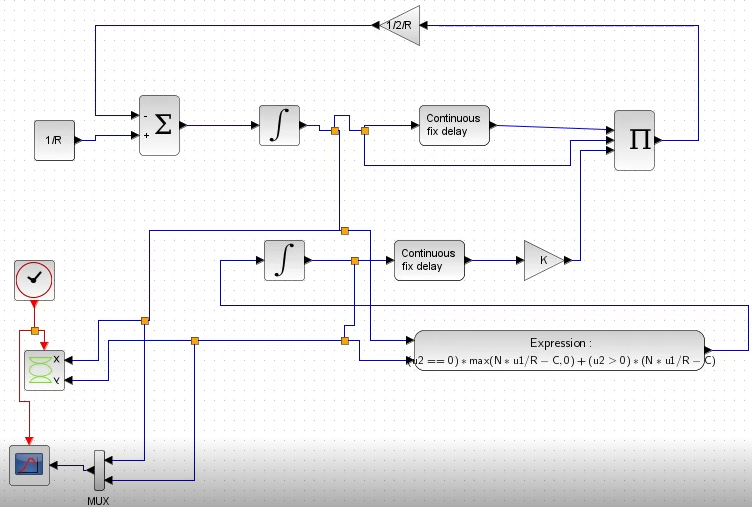 1/2/R
-
+
Σ
1/R
∫
Continuous
fix delay
Π
∫
Continuous
fix delay
K
Expression :
(u2 == 0) * max(N * u1/R − C, 0) + (u2 > 0) * (N * u1/R − C)
X
Y
MUX